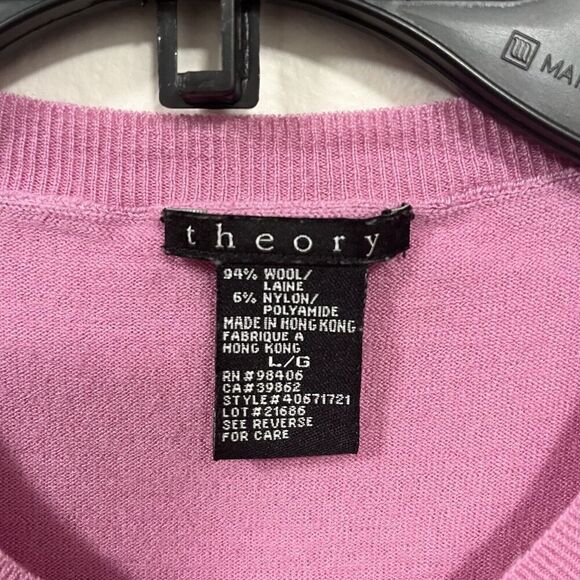 MA
theory
94% WOOL/
LAINE
6% NYLON/
POLYAMIDE
MADE IN HONG KONG
FABRIQUE A
HONG KONG
L/G
RN#98406
CA#39862
STYLE#40671721
LOT#21686
SEE REVERSE
FOR CARE